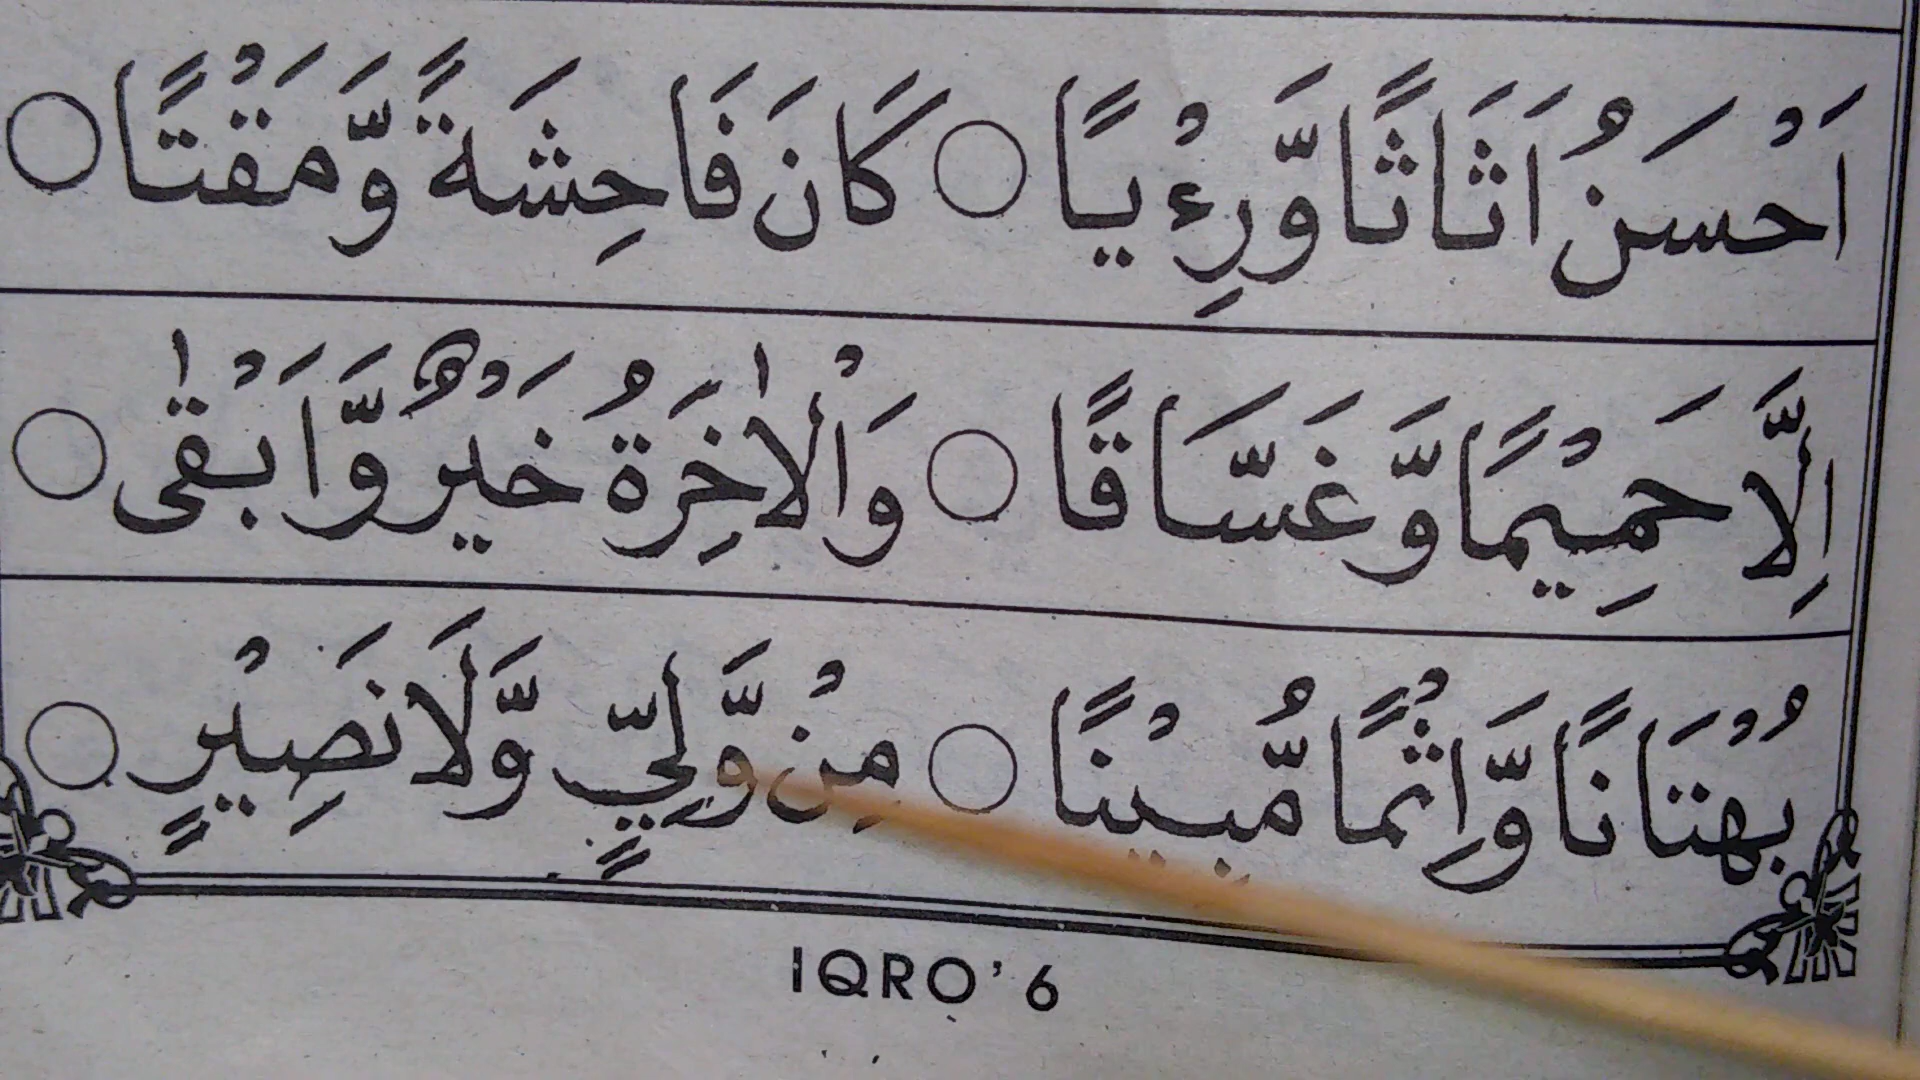 اَحْسَنُ اَثَاثًا وَّرِءْيًا ○ كَانَ فَاحِشَةً وَّمَقْتًا ○
اِلَّا حَمِيْمًا وَّغَسَّاقًا ○ وَالْاٰخِرَةُ خَيْرٌ وَّاَبْقٰى ○
بُهْتَانًا وَّاِثْمًا مُّبِيْنًا ○ مِنْ وَّلِيٍّ وَّلَا نَصِيْرٍ ○
IQRO' 6